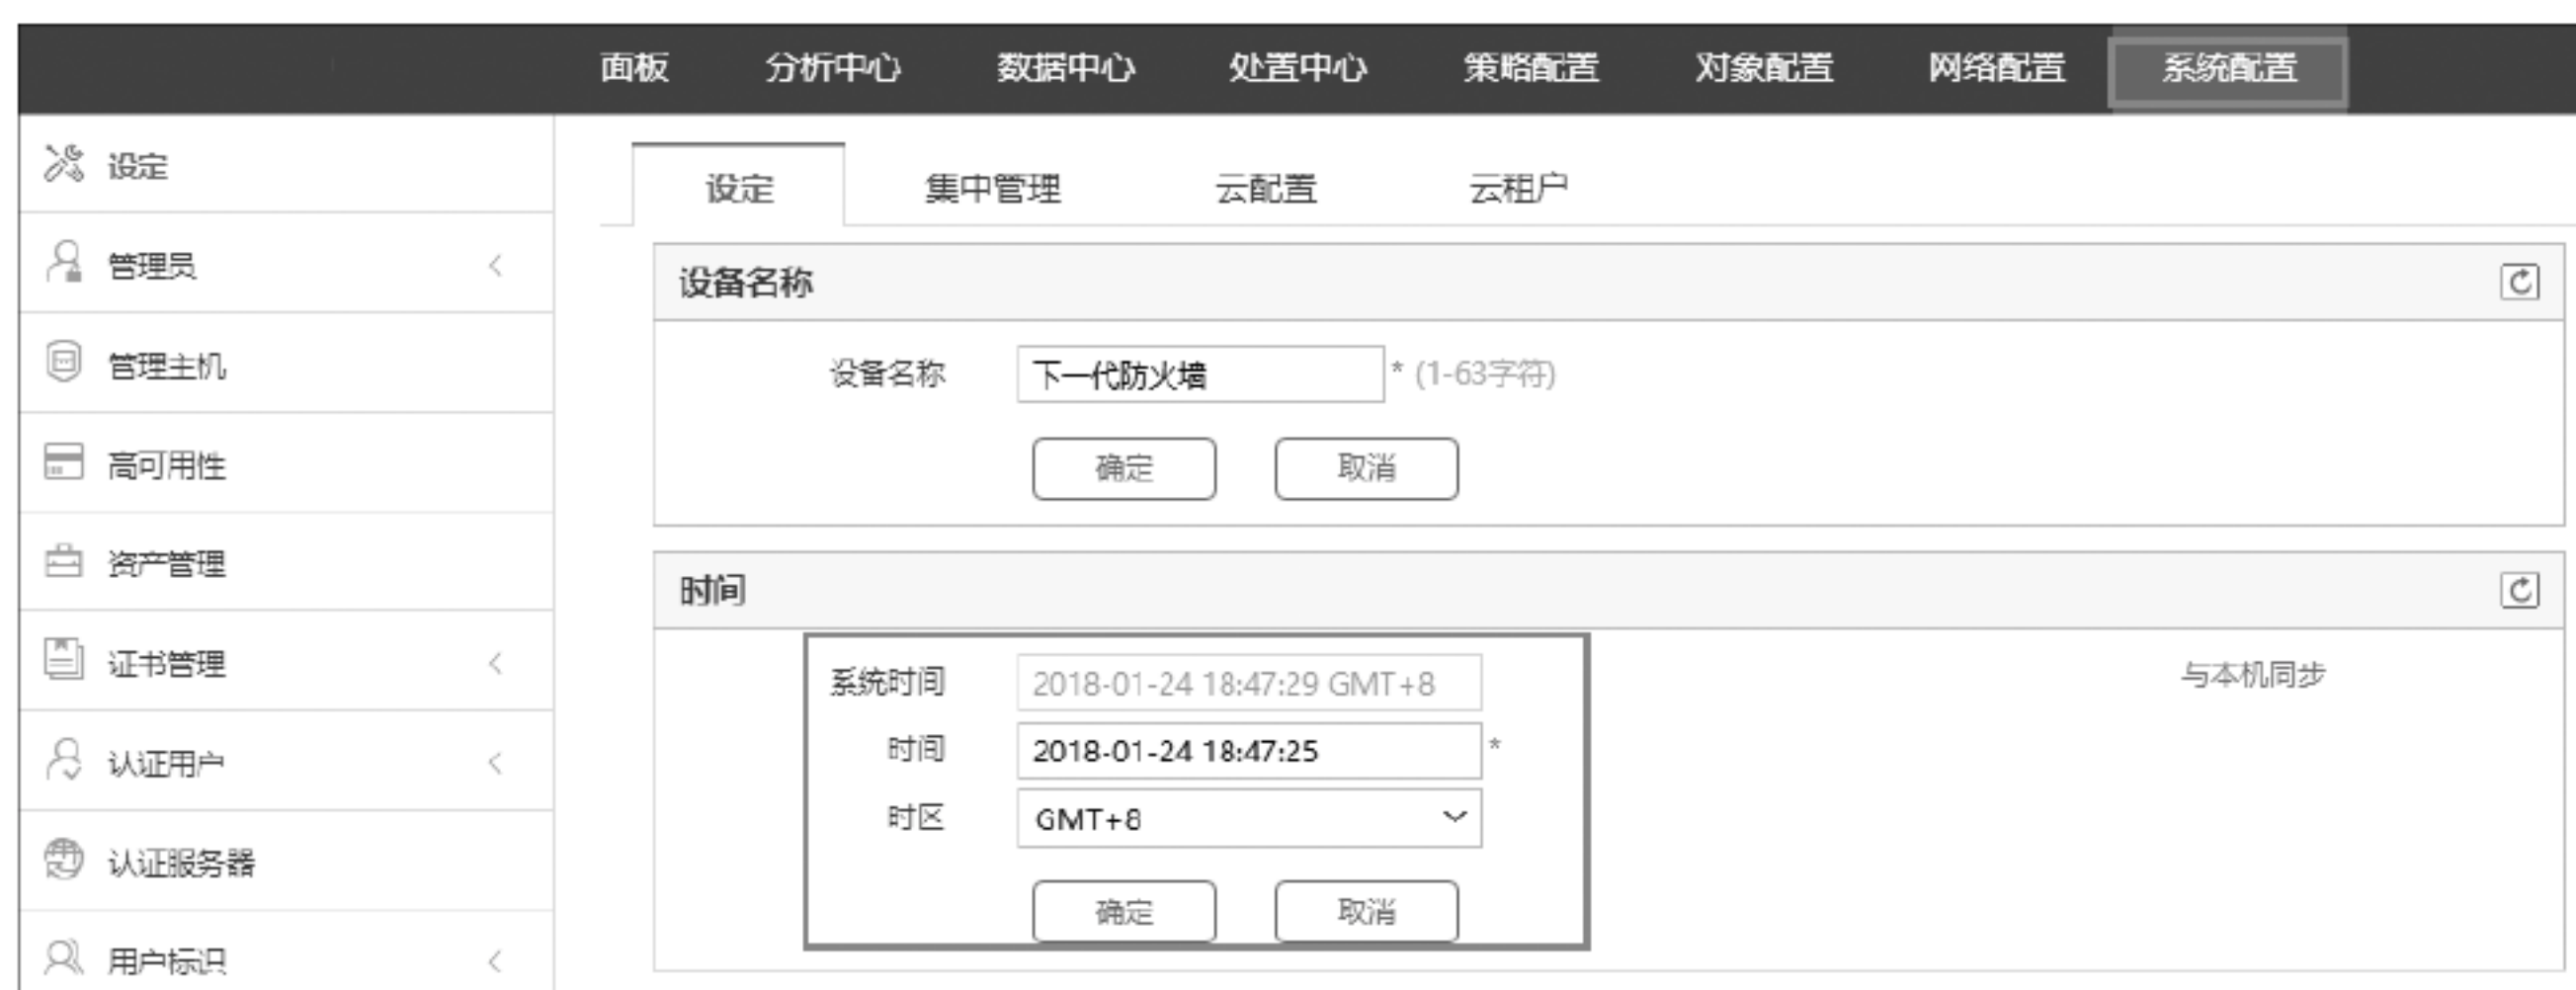 面板 分析中心 数据中心 处置中心 策略配置 对象配置 网络配置 系统配置
设定
管理员
管理主机
高可用性
资产管理
证书管理
认证用户
认证服务器
用户标识
设定 集中管理 云配置 云租户
设备名称
设备名称 下一代防火墙 * (1-63字符)
确定 取消
时间
系统时间 2018-01-24 18:47:29 GMT+8 与本机同步
时间 2018-01-24 18:47:25 *
时区 GMT+8
确定 取消